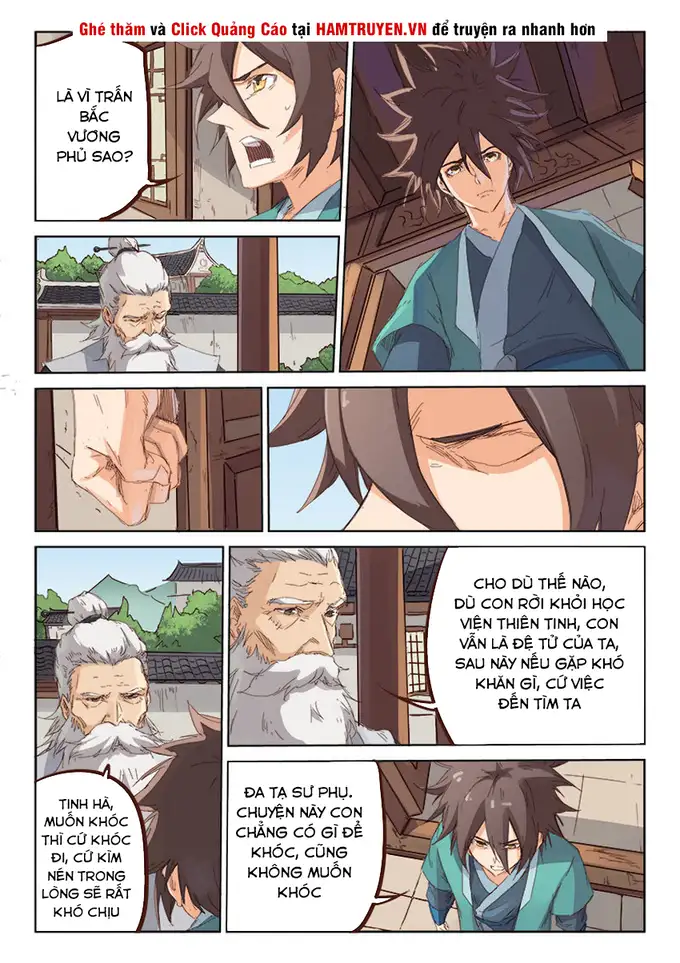 Ghé thăm và Click Quảng Cáo tại HAMTRUYEN.VN để truyện ra nhanh hơn
LÀ VÌ TRẤN
BẮC
VƯƠNG
PHỦ SAO?
CHO DÙ THẾ NÀO,
DÙ CON RỜI KHỎI HỌC
VIỆN THIÊN TINH, CON
VẪN LÀ ĐỆ TỬ CỦA TA,
SAU NÀY NẾU GẶP KHÓ
KHĂN GÌ, CỨ VIỆC
ĐẾN TÌM TA
TINH HÀ,
MUỐN KHÓC
THÌ CỨ KHÓC
ĐI, CỨ KÌM
NÉN TRONG
LÒNG SẼ RẤT
KHÓ CHỊU
ĐA TẠ SƯ PHỤ.
CHUYỆN NÀY CON
CHẲNG CÓ GÌ ĐỂ
KHÓC, CŨNG
KHÔNG MUỐN
KHÓC